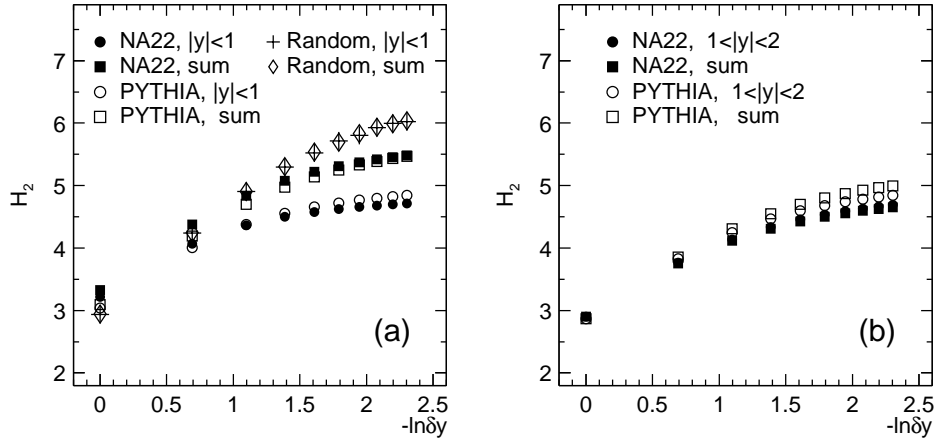 NA22, |y|<1
Random, |y|<1
NA22, sum
Random, sum
PYTHIA, |y|<1
PYTHIA, sum
H2
7
6
5
4
3
2
(a)
0 0.5 1 1.5 2 2.5
-lnδy
NA22, 1<|y|<2
NA22, sum
PYTHIA, 1<|y|<2
PYTHIA, sum
H2
7
6
5
4
3
2
(b)
0 0.5 1 1.5 2 2.5
-lnδy